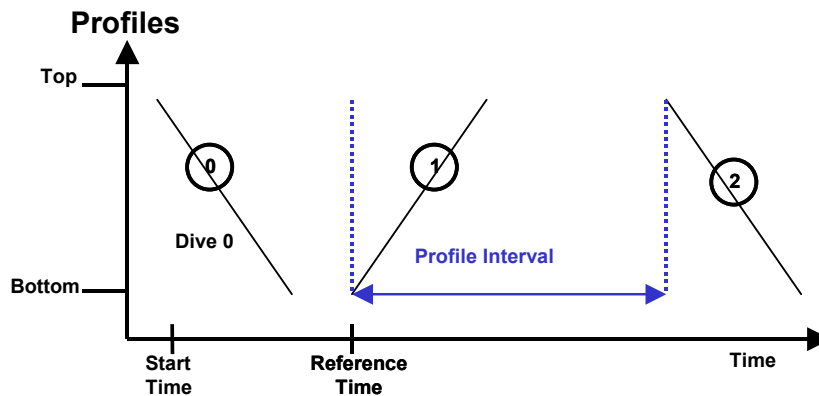 Profiles
Top
0
1
2
Dive 0
Profile Interval
Bottom
Start
Time
Reference
Time
Time